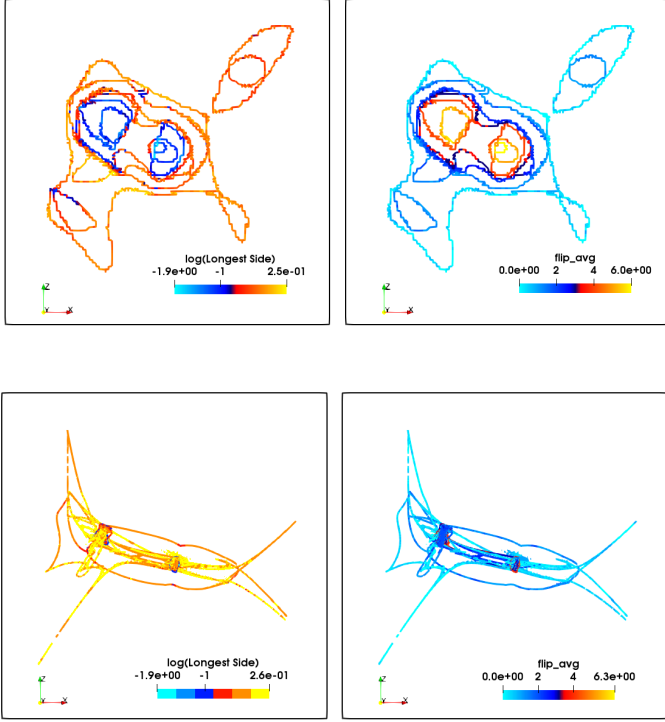 log(Longest Side)
-1.9e+00 -1 2.5e-01
Z
Y X
flip_avg
0.0e+00 2 4 6.0e+00
Z
Y X
log(Longest Side)
-1.9e+00 -1 2.6e-01
Z
Y X
flip_avg
0.0e+00 2 4 6.3e+00
Z
Y X